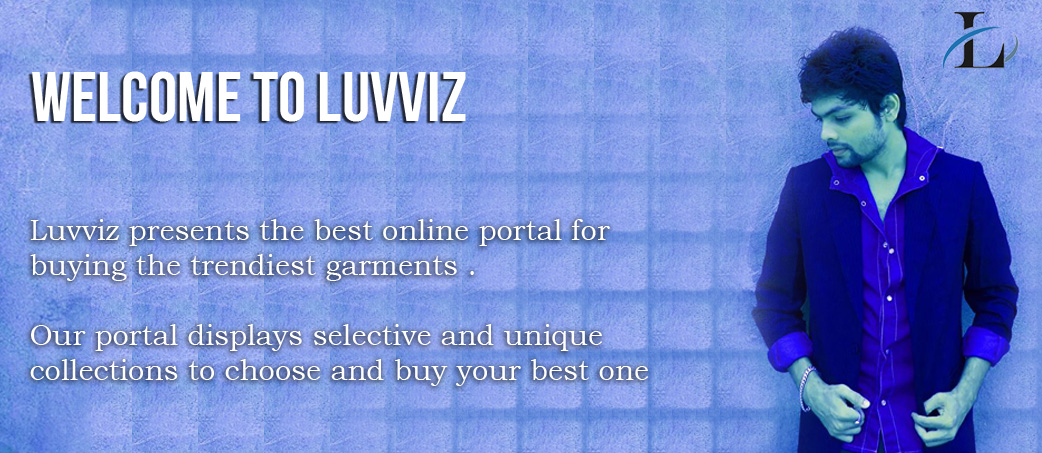 L
WELCOME TO LUVVIZ
Luvviz presents the best online portal for
buying the trendiest garments .
Our portal displays selective and unique
collections to choose and buy your best one